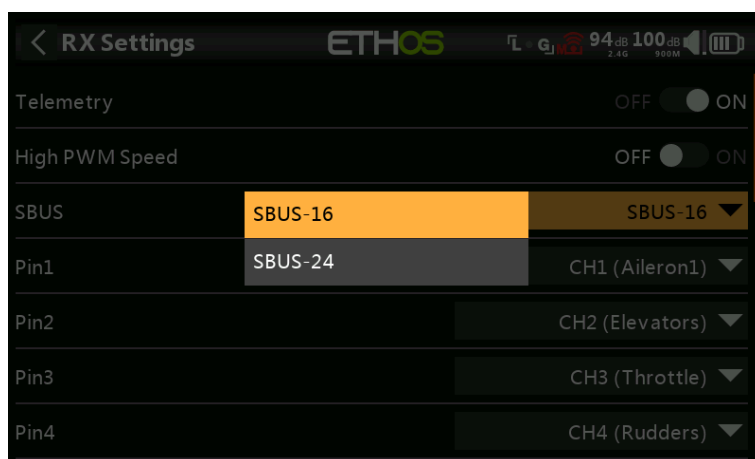 RX Settings ETHOS L G 94dB 2.4G 100dB 900M
Telemetry OFF ON
High PWM Speed OFF ON
SBUS SBUS-16 SBUS-16
Pin1 SBUS-24 CH1 (Aileron1)
Pin2 CH2 (Elevators)
Pin3 CH3 (Throttle)
Pin4 CH4 (Rudders)